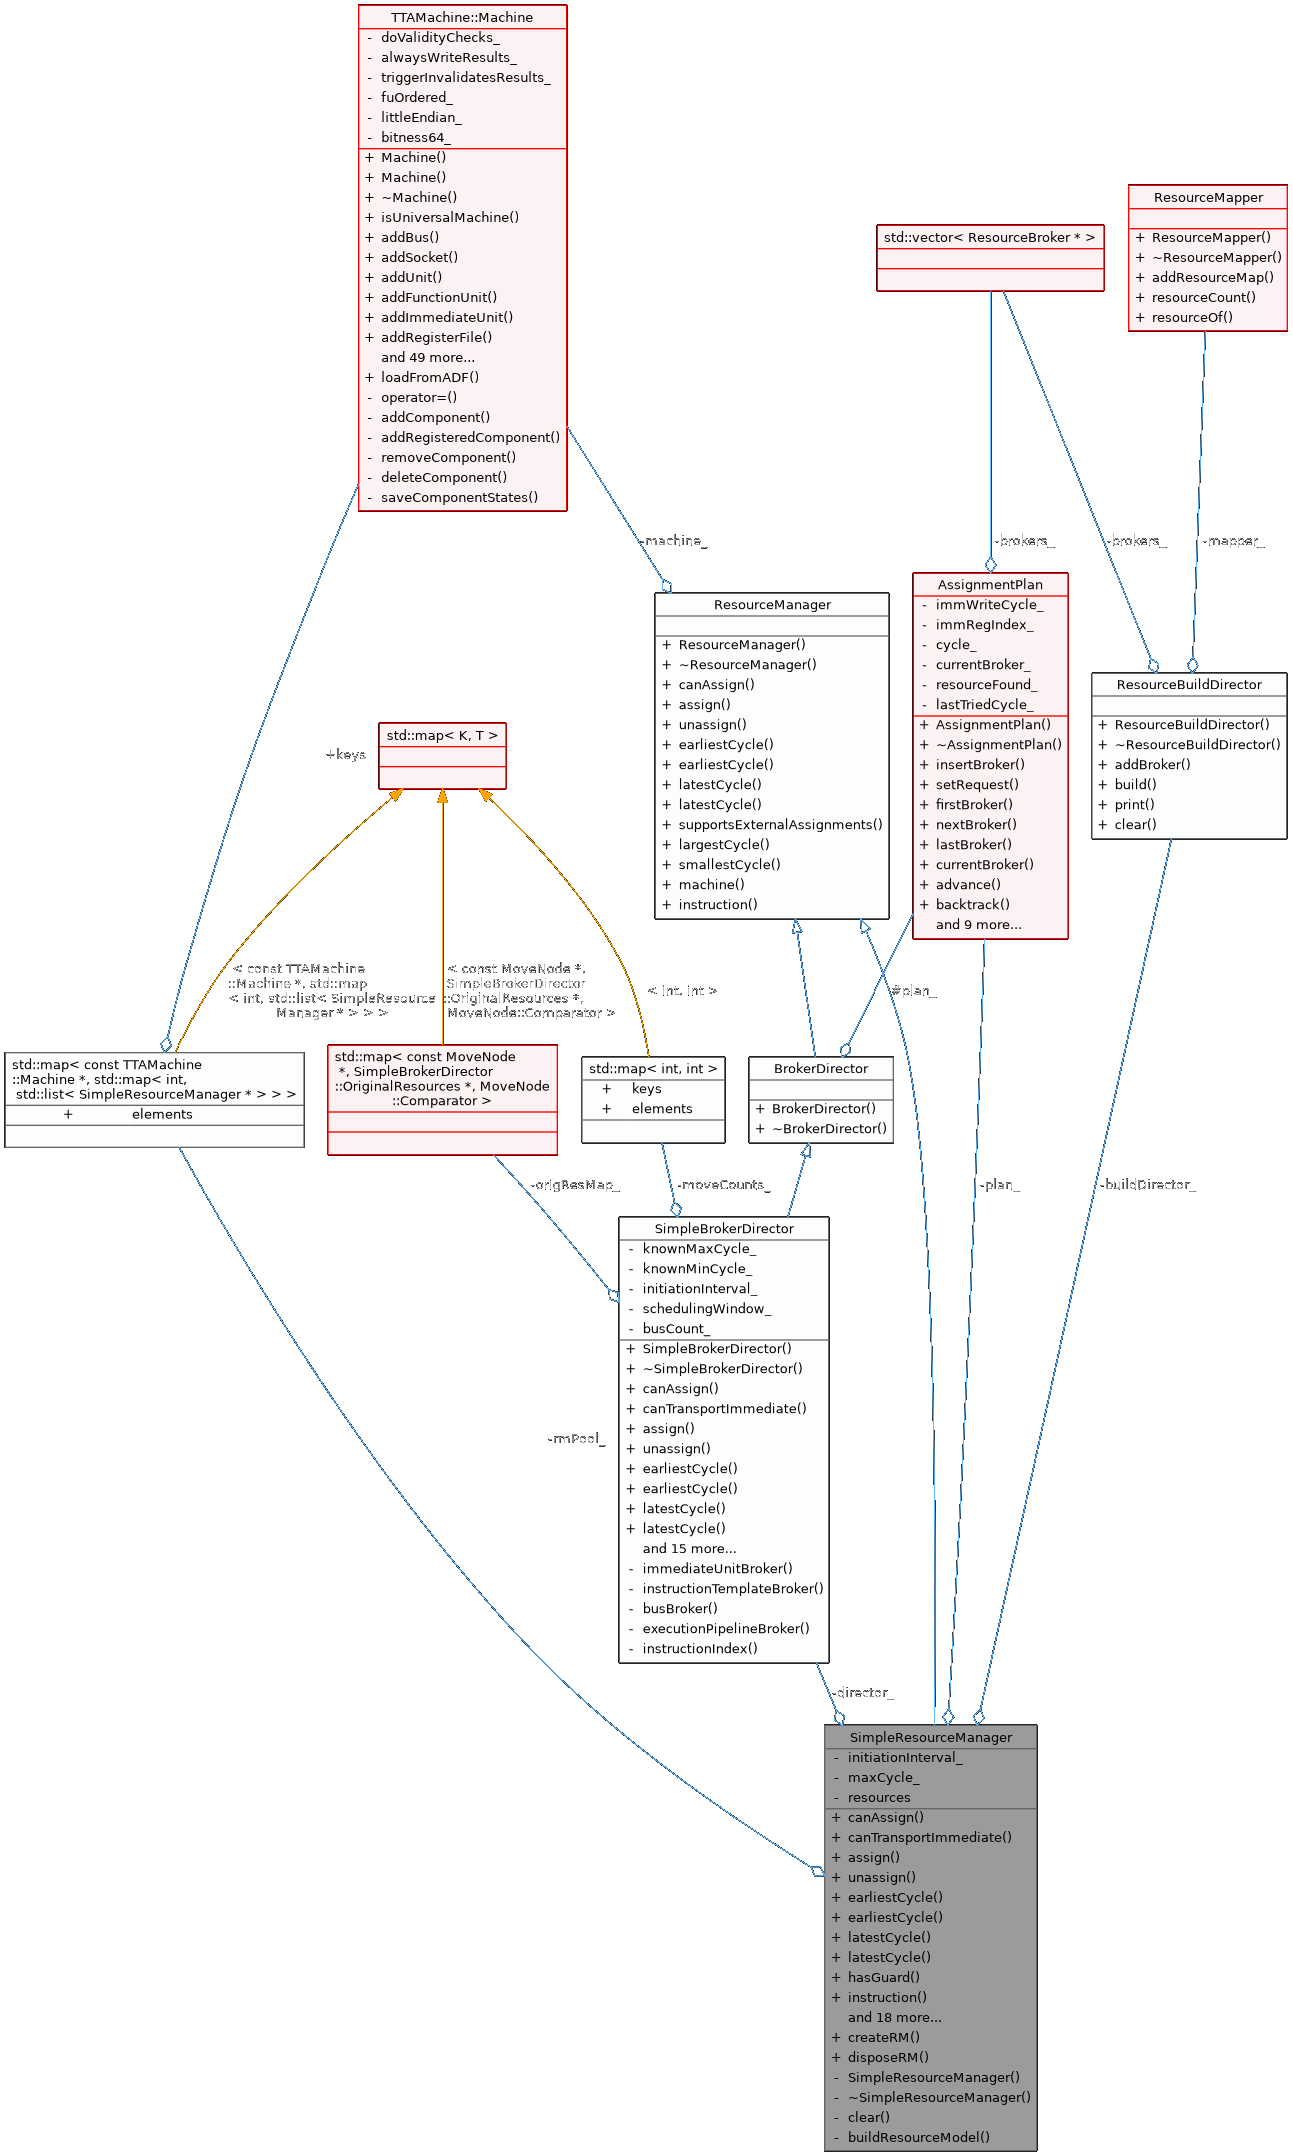 TTAMachine::Machine
- doValidityChecks_
- alwaysWriteResults_
- triggerInvalidatesResults_
- fuOrdered_
- littleEndian_
- bitness64_
+ Machine()
+ Machine()
+ ~Machine()
+ isUniversalMachine()
+ addBus()
+ addSocket()
+ addUnit()
+ addFunctionUnit()
+ addImmediateUnit()
+ addRegisterFile()
and 49 more...
+ loadFromADF()
- operator=()
- addComponent()
- addRegisteredComponent()
- removeComponent()
- deleteComponent()
- saveComponentStates()
ResourceMapper
+ ResourceMapper()
+ ~ResourceMapper()
+ addResourceMap()
+ resourceCount()
+ resourceOf()
std::vector< ResourceBroker * >
-machine_
-brokers_
-brokers_
-mapper_
ResourceManager
+ ResourceManager()
+ ~ResourceManager()
+ canAssign()
+ assign()
+ unassign()
+ earliestCycle()
+ earliestCycle()
+ latestCycle()
+ latestCycle()
+ supportsExternalAssignments()
+ largestCycle()
+ smallestCycle()
+ machine()
+ instruction()
AssignmentPlan
- immWriteCycle_
- immRegIndex_
- cycle_
- currentBroker_
- resourceFound_
- lastTriedCycle_
+ AssignmentPlan()
+ ~AssignmentPlan()
+ insertBroker()
+ setRequest()
+ firstBroker()
+ nextBroker()
+ lastBroker()
+ currentBroker()
+ advance()
+ backtrack()
and 9 more...
ResourceBuildDirector
+ ResourceBuildDirector()
+ ~ResourceBuildDirector()
+ addBroker()
+ build()
+ print()
+ clear()
std::map< K, T >
+keys
< const TTAMachine
::Machine *, std::map
< int, std::list< SimpleResource
Manager * > > >
< const MoveNode *,
SimpleBrokerDirector
::OriginalResources *,
MoveNode::Comparator >
< int, int >
#plan_
std::map< const TTAMachine
::Machine *, std::map< int,
std::list< SimpleResourceManager * > > >
+ elements
std::map< const MoveNode
*, SimpleBrokerDirector
::OriginalResources *, MoveNode
::Comparator >
std::map< int, int >
+ keys
+ elements
BrokerDirector
+ BrokerDirector()
+ ~BrokerDirector()
-origResMap_
-moveCounts_
-plan_
-buildDirector_
SimpleBrokerDirector
- knownMaxCycle_
- knownMinCycle_
- initiationInterval_
- schedulingWindow_
- busCount_
+ SimpleBrokerDirector()
+ ~SimpleBrokerDirector()
+ canAssign()
+ canTransportImmediate()
+ assign()
+ unassign()
+ earliestCycle()
+ earliestCycle()
+ latestCycle()
+ latestCycle()
and 15 more...
- immediateUnitBroker()
- instructionTemplateBroker()
- busBroker()
- executionPipelineBroker()
- instructionIndex()
-rmPool_
-director_
SimpleResourceManager
- initiationInterval_
- maxCycle_
- resources
+ canAssign()
+ canTransportImmediate()
+ assign()
+ unassign()
+ earliestCycle()
+ earliestCycle()
+ latestCycle()
+ latestCycle()
+ hasGuard()
+ instruction()
and 18 more...
+ createRM()
+ disposeRM()
- SimpleResourceManager()
- ~SimpleResourceManager()
- clear()
- buildResourceModel()